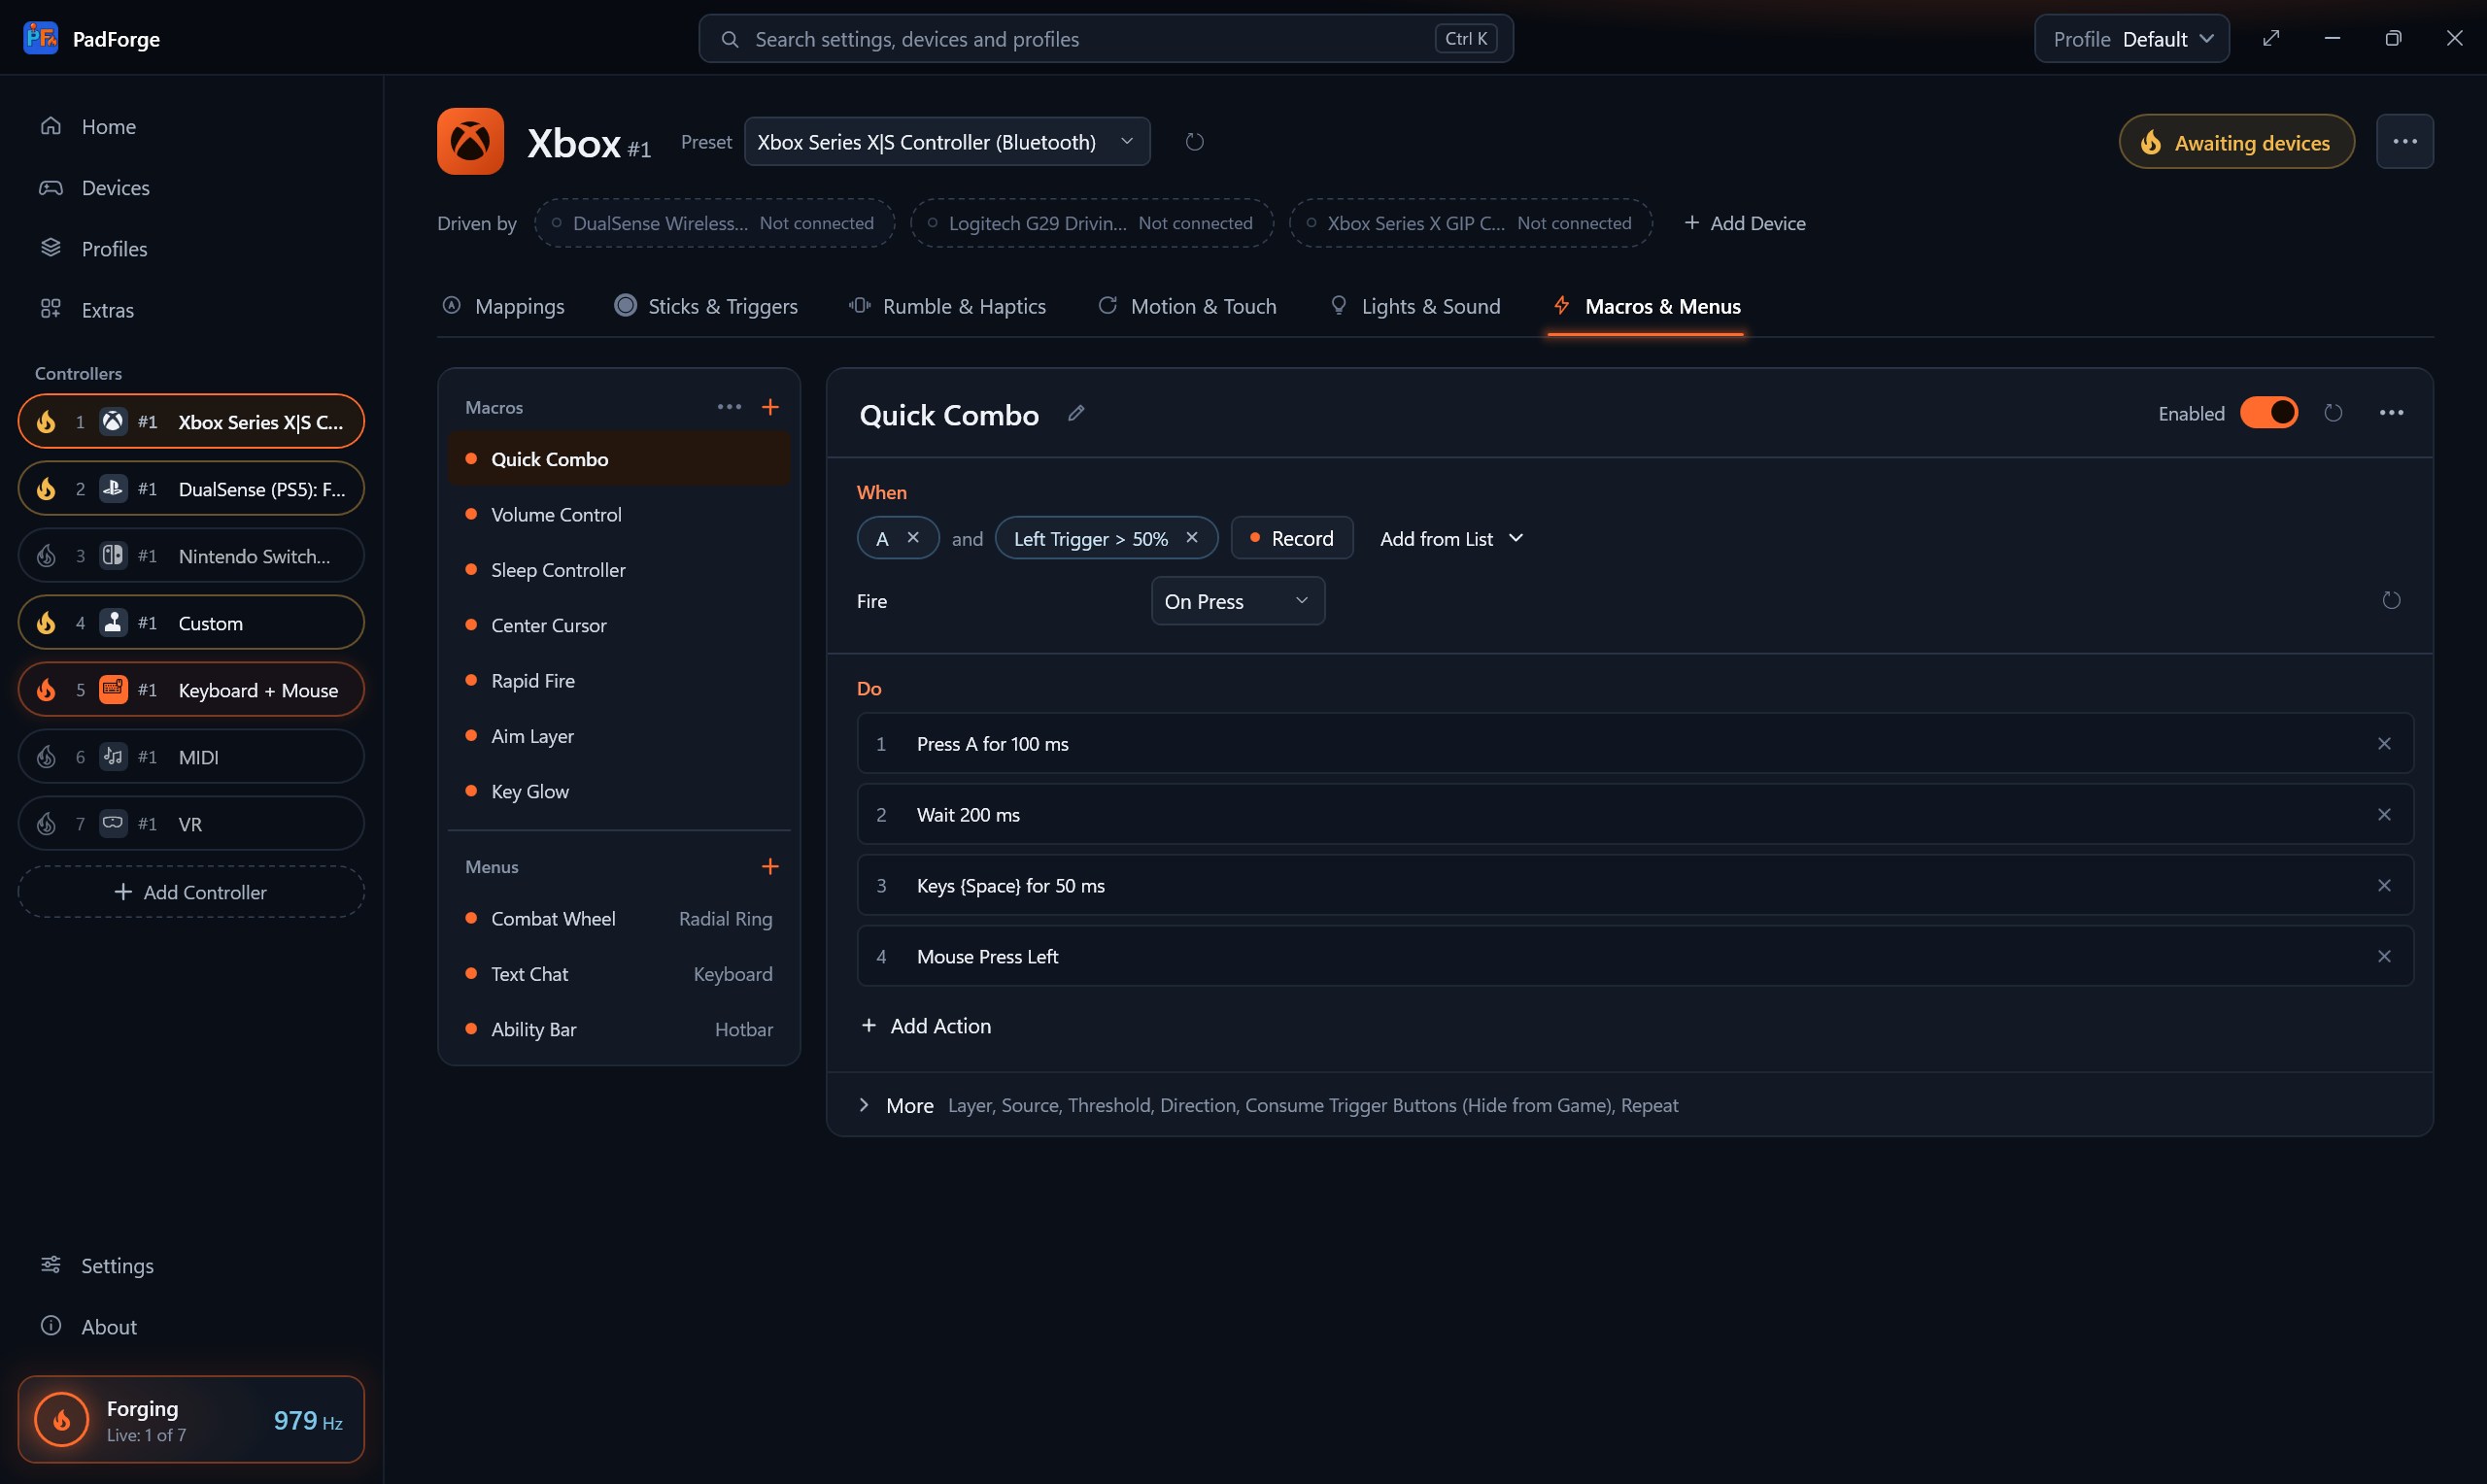 PadForge
Search settings, devices and profiles
Ctrl K
Profile Default
Home
Devices
Profiles
Extras
Controllers
1 #1 Xbox Series X|S C...
2 #1 DualSense (PS5): F...
3 #1 Nintendo Switch...
4 #1 Custom
5 #1 Keyboard + Mouse
6 #1 MIDI
7 #1 VR
+ Add Controller
Settings
About
Forging
Live: 1 of 7
979 Hz
Xbox #1
Preset
Xbox Series X|S Controller (Bluetooth)
Awaiting devices
Driven by
DualSense Wireless... Not connected
Logitech G29 Drivin... Not connected
Xbox Series X GIP C... Not connected
+ Add Device
Mappings
Sticks & Triggers
Rumble & Haptics
Motion & Touch
Lights & Sound
Macros & Menus
Macros
Quick Combo
Volume Control
Sleep Controller
Center Cursor
Rapid Fire
Aim Layer
Key Glow
Menus
Combat Wheel Radial Ring
Text Chat Keyboard
Ability Bar Hotbar
Quick Combo
Enabled
When
A and Left Trigger > 50% Record Add from List
Fire On Press
Do
1 Press A for 100 ms
2 Wait 200 ms
3 Keys {Space} for 50 ms
4 Mouse Press Left
+ Add Action
More Layer, Source, Threshold, Direction, Consume Trigger Buttons (Hide from Game), Repeat